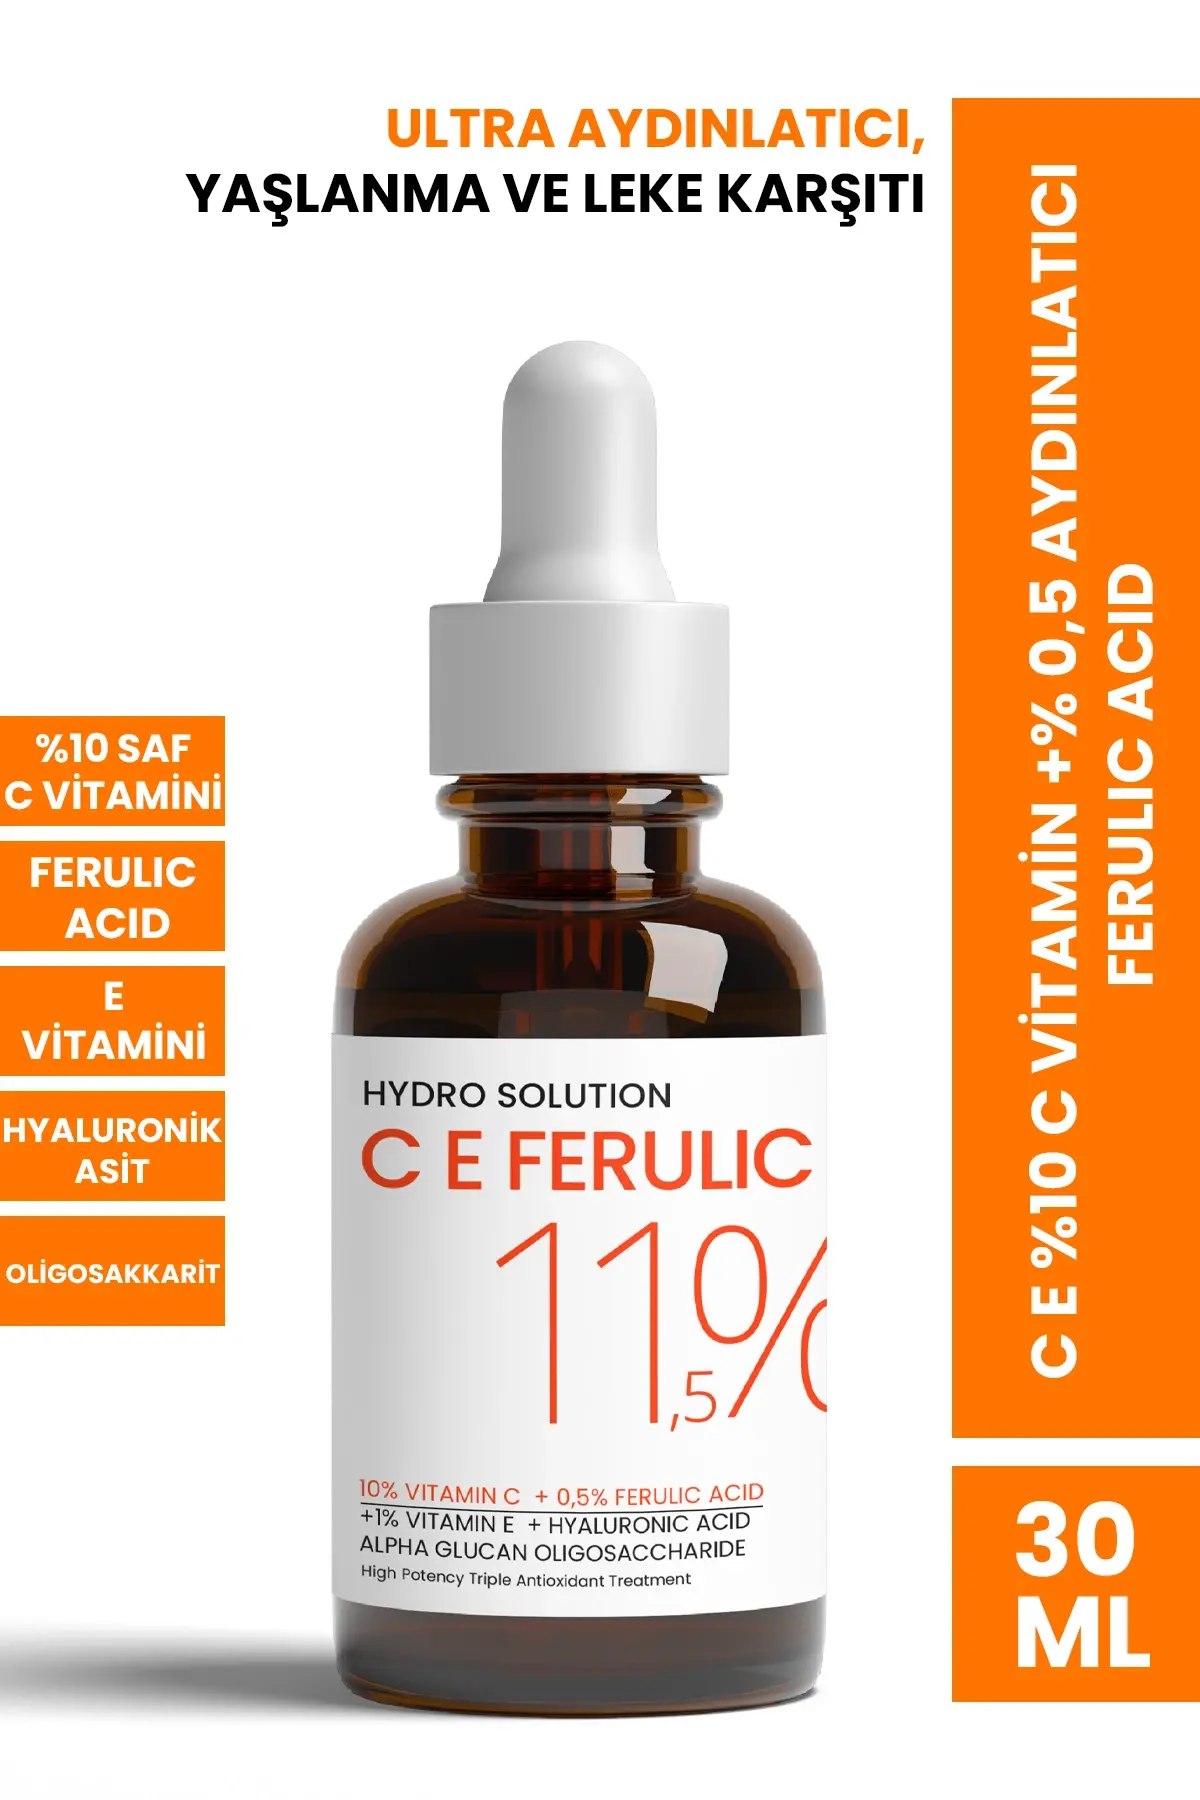 ULTRA AYDINLATICI,
YAŞLANMA VE LEKE KARŞITI
%10 SAF
C VİTAMİNİ
FERULIC
ACID
E
VİTAMİNİ
HYALURONİK
ASİT
OLİGOSAKKARİT
HYDRO SOLUTION
C E FERULIC
11,5%
10% VITAMIN C + 0,5% FERULIC ACID
+1% VITAMIN E + HYALURONIC ACID
ALPHA GLUCAN OLIGOSACCHARIDE
High Potency Triple Antioxidant Treatment
C E %10 C VİTAMİN +% 0,5 AYDINLATICI
FERULIC ACID
30
ML